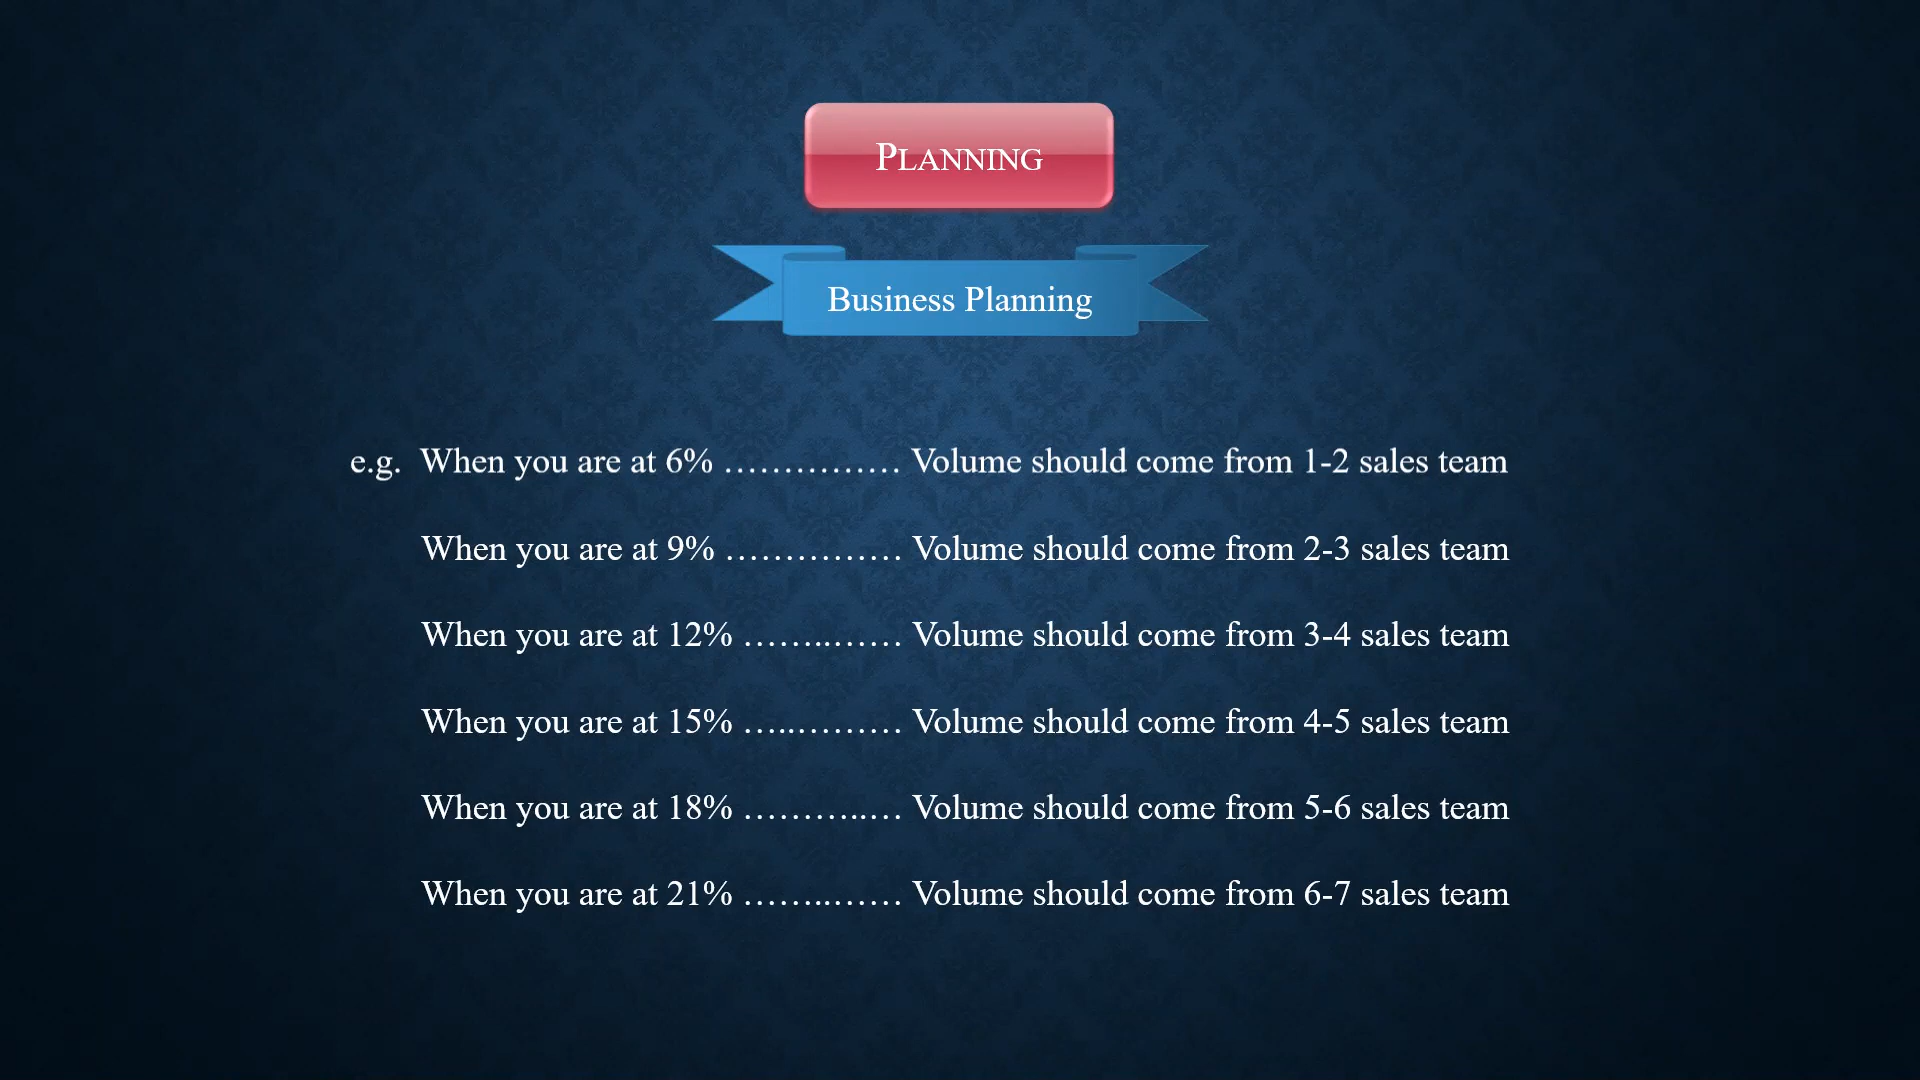 PLANNING
Business Planning
e.g. When you are at 6% …………… Volume should come from 1-2 sales team
When you are at 9% …………… Volume should come from 2-3 sales team
When you are at 12% ……..…… Volume should come from 3-4 sales team
When you are at 15% …..……… Volume should come from 4-5 sales team
When you are at 18% ………..… Volume should come from 5-6 sales team
When you are at 21% ……..…… Volume should come from 6-7 sales team